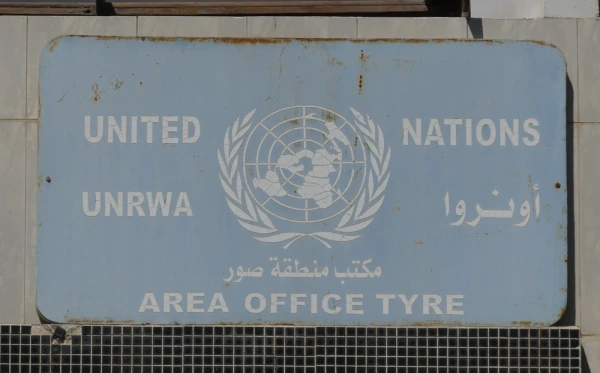 UNITED NATIONS
UNRWA أونروا
مكتب منطقة صور
AREA OFFICE TYRE